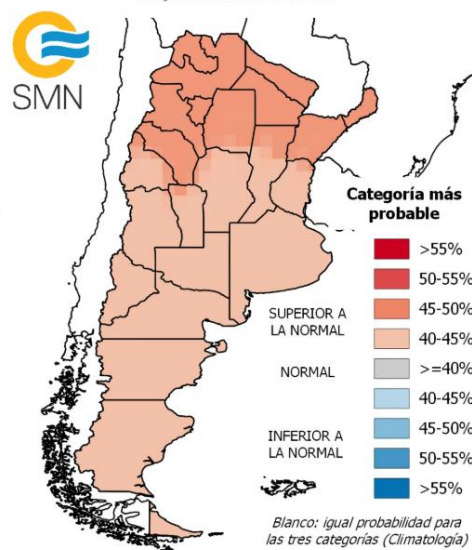 SMN
Categoría más
probable
>55%
50-55%
45-50%
40-45%
>=40%
40-45%
45-50%
50-55%
>55%
SUPERIOR A
LA NORMAL
NORMAL
INFERIOR A
LA NORMAL
Blanco: igual probabilidad para
las tres categorías (Climatología)